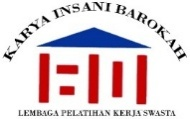 KARYA INSANI BAROKAH
LEMBAGA PELATIHAN KERJA SWASTA